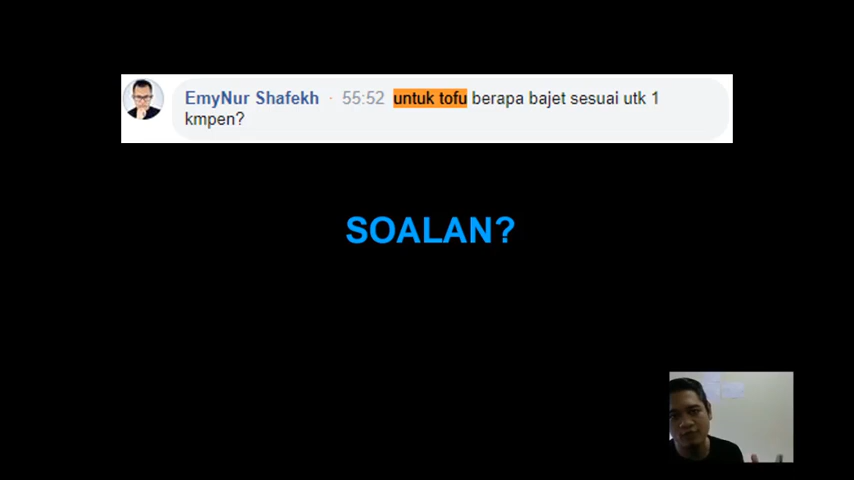 EmyNur Shafekh · 55:52 untuk tofu berapa bajet sesuai utk 1
kmpen?
SOALAN?